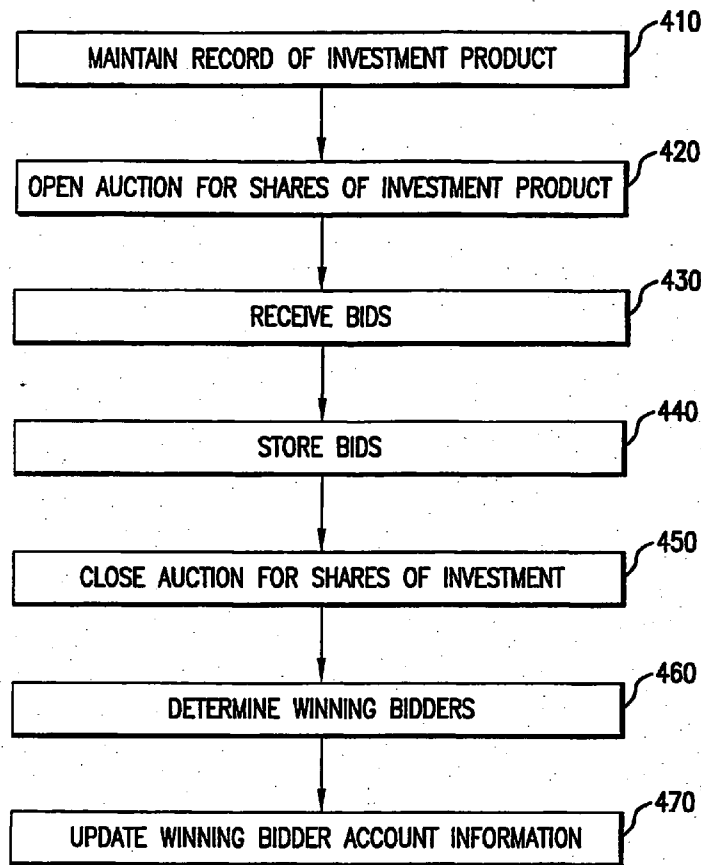 410
MAINTAIN RECORD OF INVESTMENT PRODUCT
420
OPEN AUCTION FOR SHARES OF INVESTMENT PRODUCT
430
RECEIVE BIDS
440
STORE BIDS
450
CLOSE AUCTION FOR SHARES OF INVESTMENT
460
DETERMINE WINNING BIDDERS
470
UPDATE WINNING BIDDER ACCOUNT INFORMATION